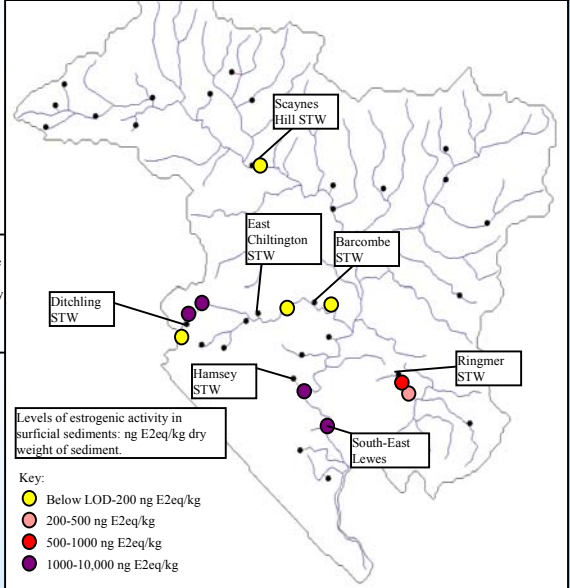 Scaynes
Hill STW
East
Chiltington
STW
Barcombe
STW
Ditchling
STW
Hamsey
STW
Ringmer
STW
South-East
Lewes
Levels of estrogenic activity in
surficial sediments: ng E2eq/kg dry
weight of sediment.
Key:
Below LOD-200 ng E2eq/kg
200-500 ng E2eq/kg
500-1000 ng E2eq/kg
1000-10,000 ng E2eq/kg